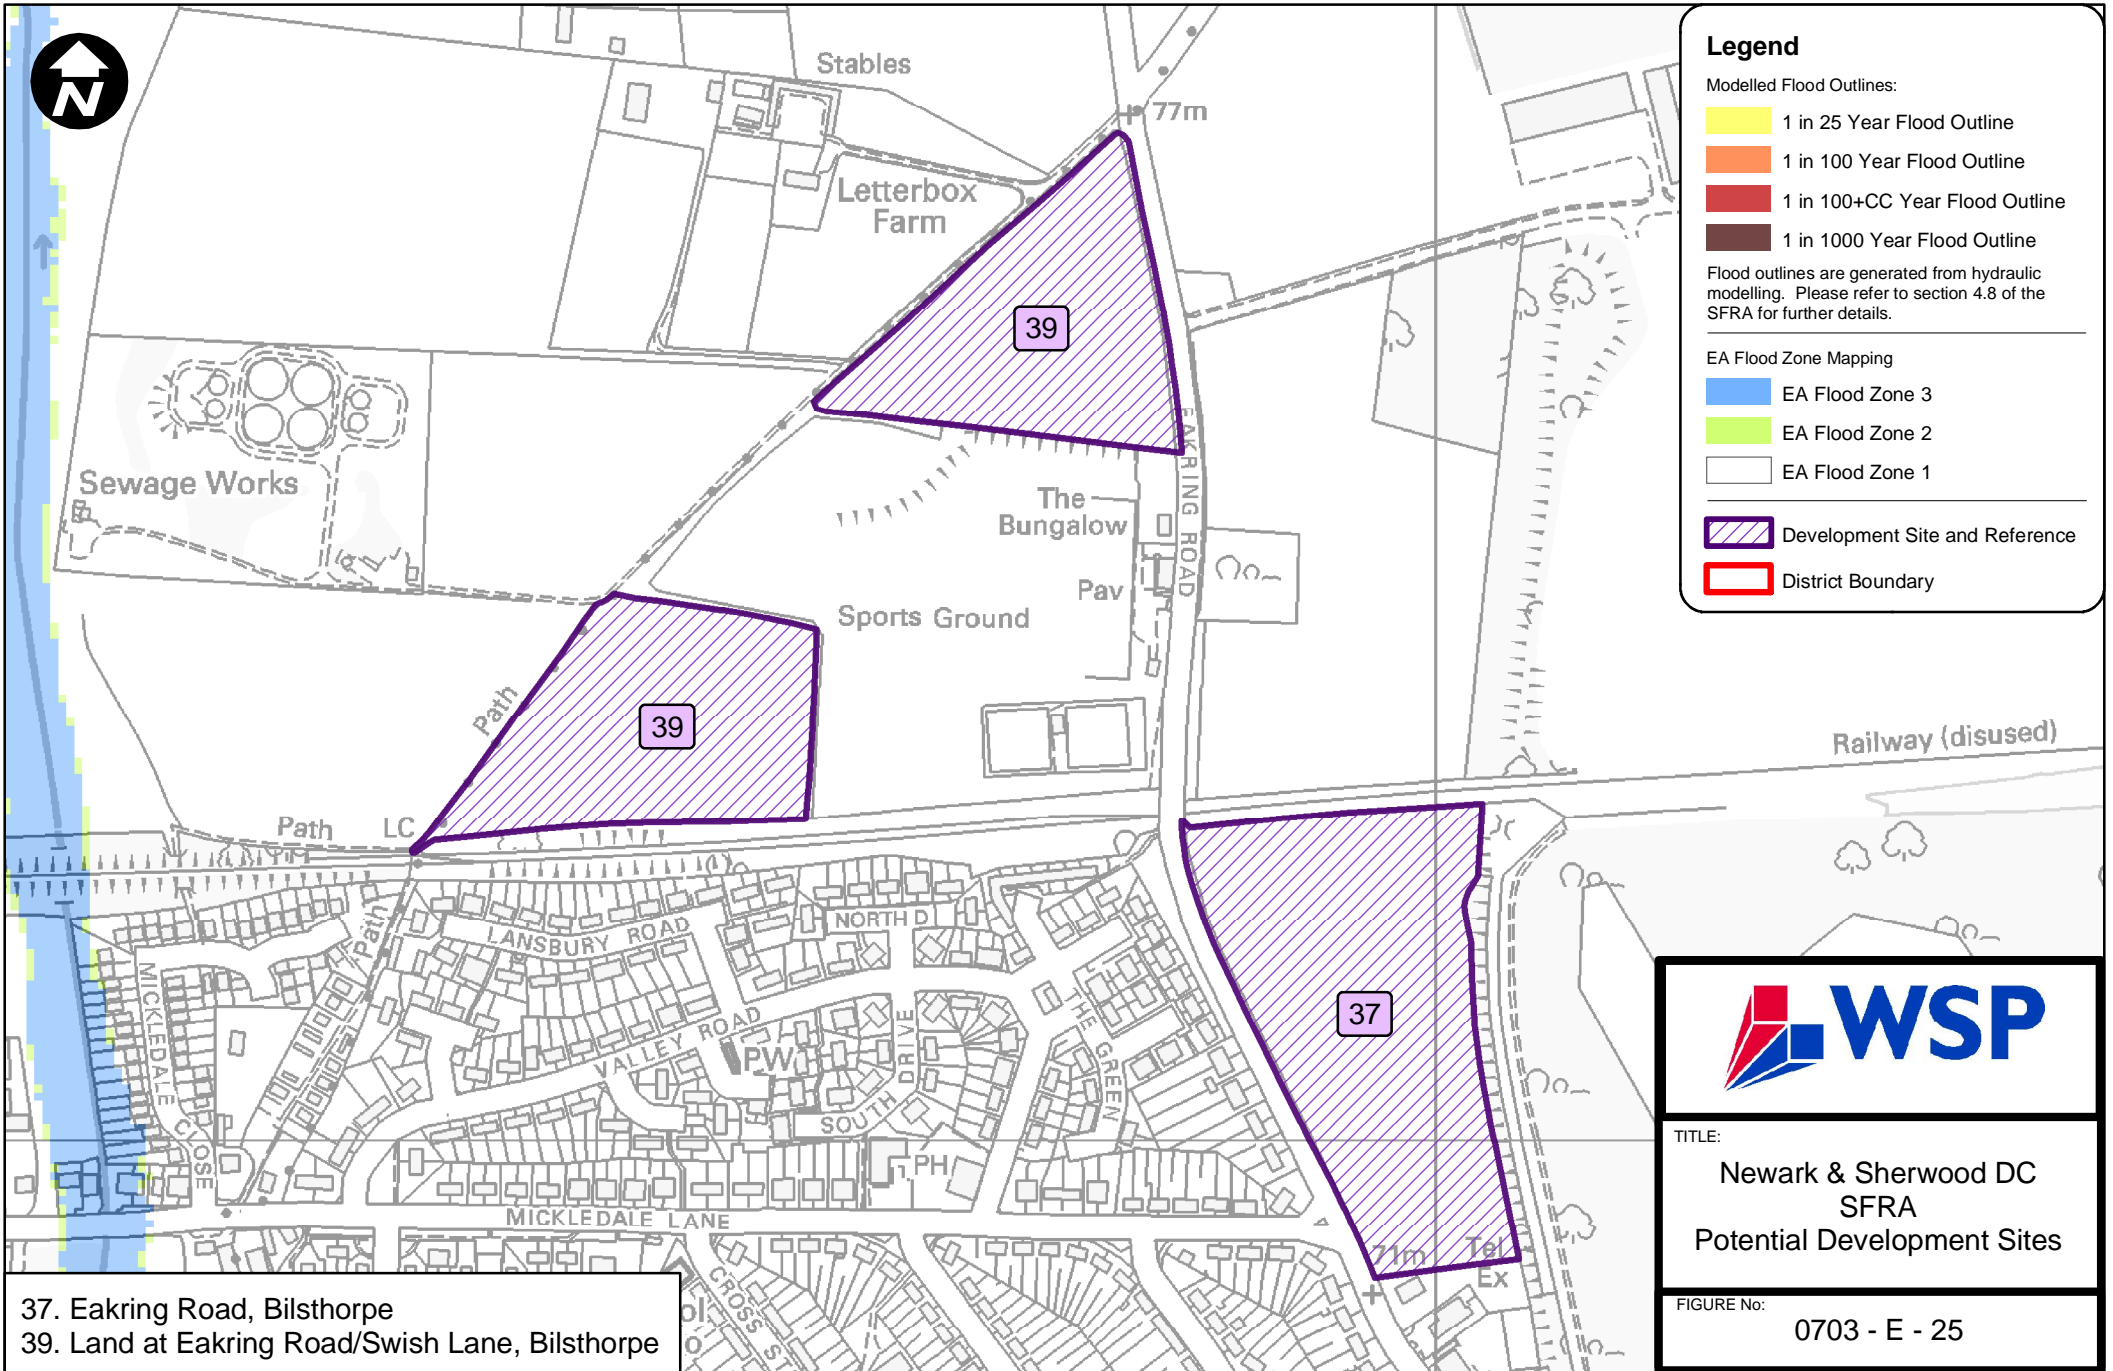 N
Stables
77m
Letterbox
Farm
39
Sewage Works
The
Bungalow
EAKRING ROAD
Pav
Sports Ground
Path
39
Railway (disused)
Path
LC
Path
LANSBURY ROAD
NORTH D
MICKLEDALE CLOSE
VALLEY ROAD
PW
SOUTH DRIVE
THE GREEN
37
PH
MICKLEDALE LANE
71m
Tel
Ex
CROSS S
ol
o
37. Eakring Road, Bilsthorpe
39. Land at Eakring Road/Swish Lane, Bilsthorpe
Legend
Modelled Flood Outlines:
1 in 25 Year Flood Outline
1 in 100 Year Flood Outline
1 in 100+CC Year Flood Outline
1 in 1000 Year Flood Outline
Flood outlines are generated from hydraulic
modelling. Please refer to section 4.8 of the
SFRA for further details.
EA Flood Zone Mapping
EA Flood Zone 3
EA Flood Zone 2
EA Flood Zone 1
Development Site and Reference
District Boundary
WSP
TITLE:
Newark & Sherwood DC
SFRA
Potential Development Sites
FIGURE No:
0703 - E - 25